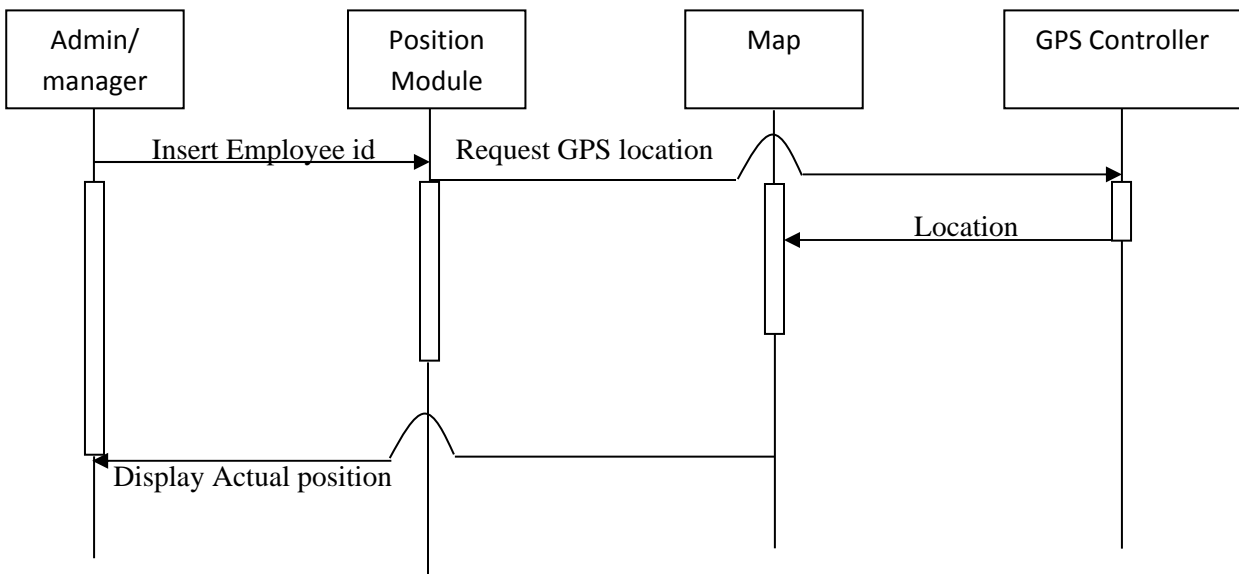 Admin/
manager
Position
Module
Map
GPS Controller
Insert Employee id
Request GPS location
Location
Display Actual position